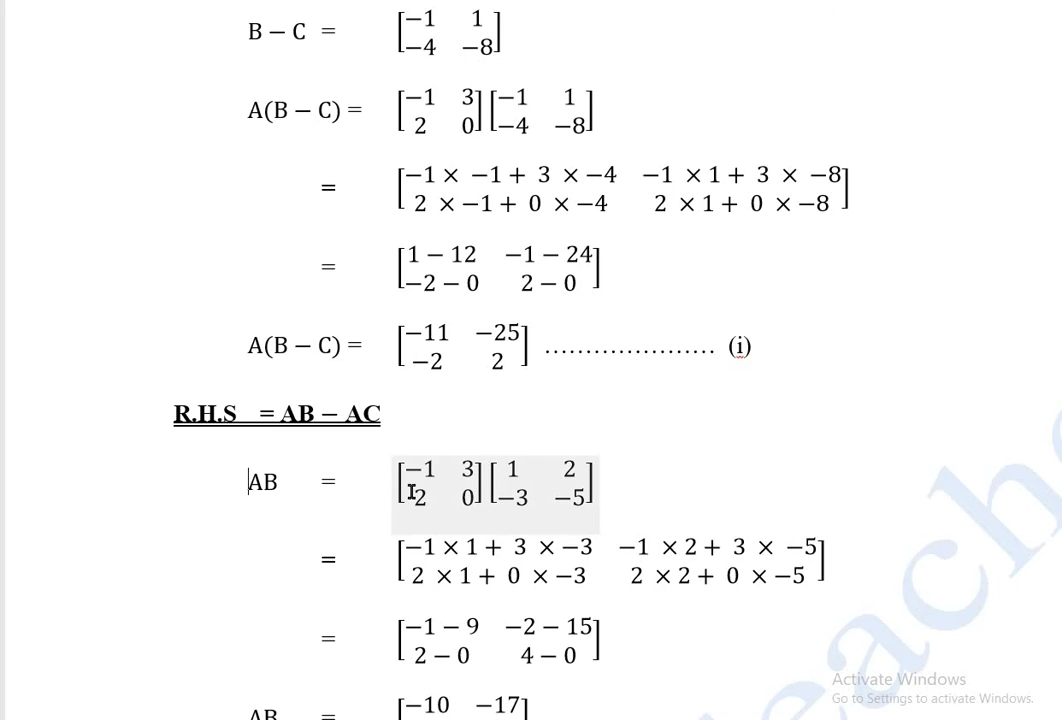 B − C = [−1 1
−4 −8]
A(B − C) = [−1 3
2 0] [−1 1
−4 −8]
= [−1 × −1 + 3 × −4 −1 × 1 + 3 × −8
2 × −1 + 0 × −4 2 × 1 + 0 × −8]
= [1 − 12 −1 − 24
−2 − 0 2 − 0]
A(B − C) = [−11 −25
−2 2] ..................... (i)
R.H.S = AB − AC
AB = [−1 3
2 0] [1 2
−3 −5]
= [−1 × 1 + 3 × −3 −1 × 2 + 3 × −5
2 × 1 + 0 × −3 2 × 2 + 0 × −5]
= [−1 − 9 −2 − 15
2 − 0 4 − 0]
AB = [−10 −17]
Activate Windows
Go to Settings to activate Windows.